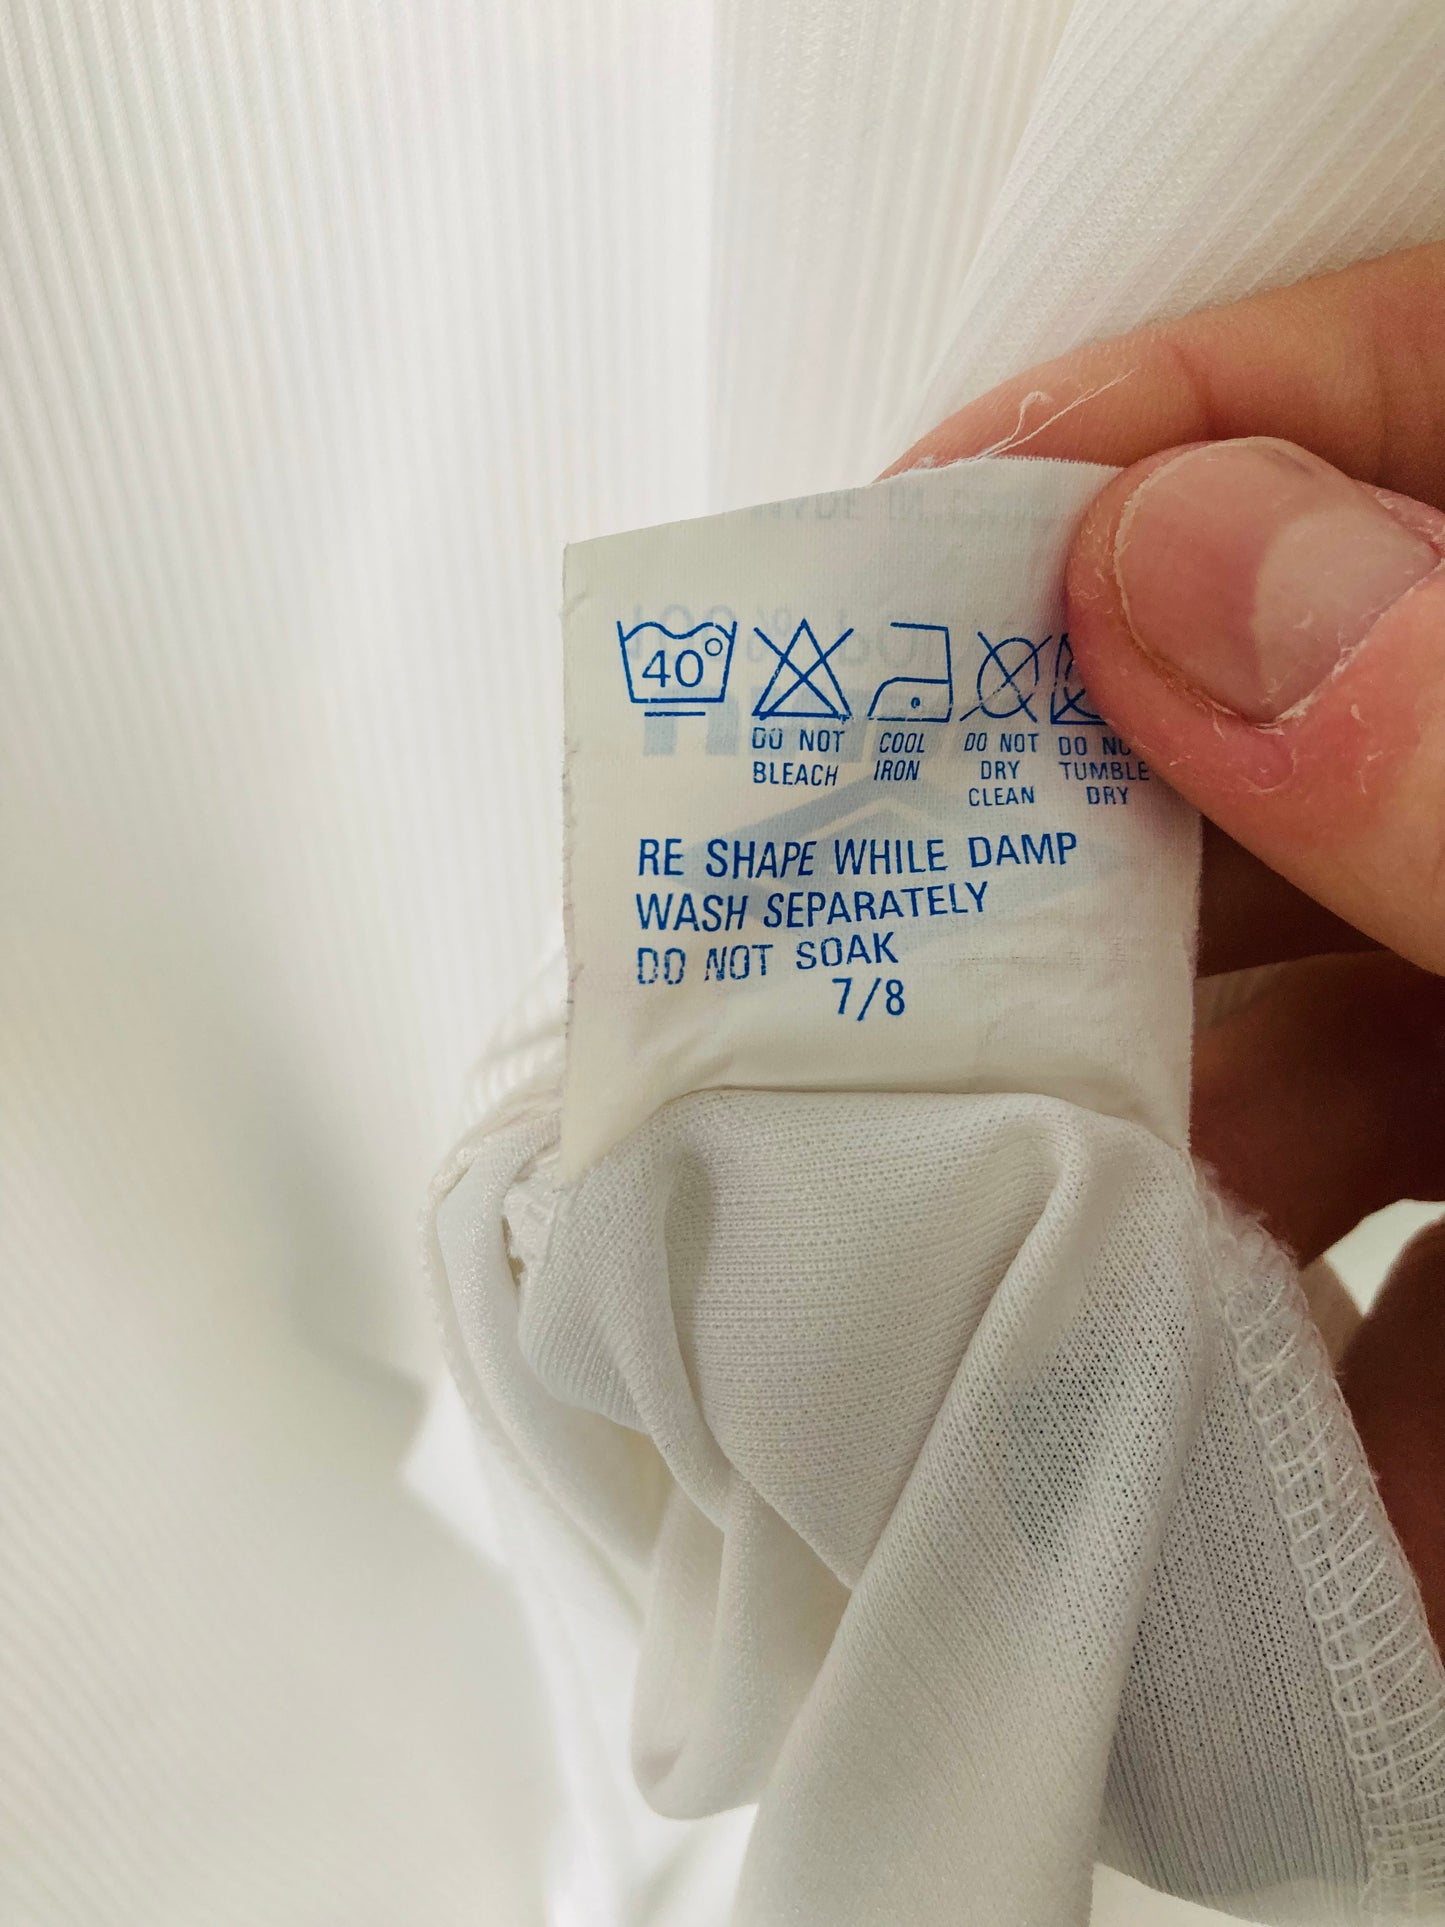 40°
DO NOT BLEACH
COOL IRON
DO NOT DRY CLEAN
DO TUMBLE DRY
RE SHAPE WHILE DAMP
WASH SEPARATELY
DO NOT SOAK
7/8